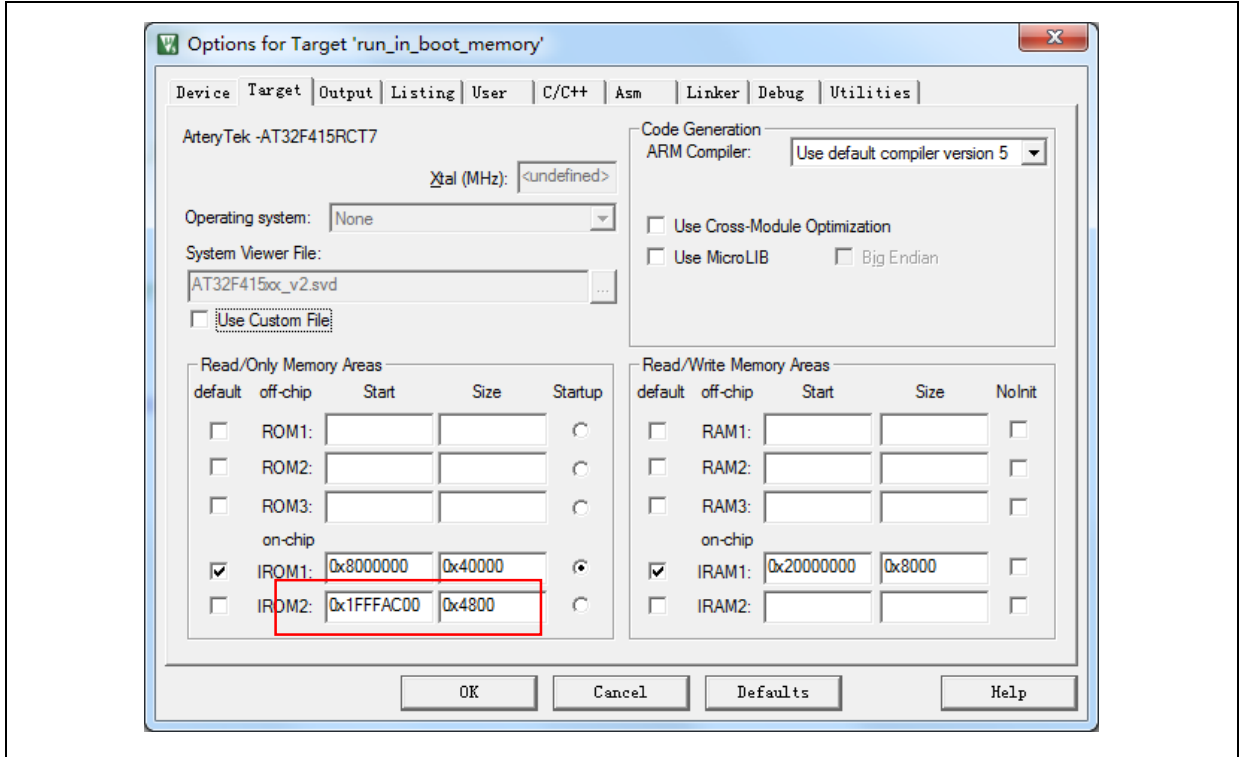 Options for Target 'run_in_boot_memory'
Device Target Output Listing User C/C++ Asm Linker Debug Utilities
ArteryTek -AT32F415RCT7
Xtal (MHz): <undefined>
Operating system: None
System Viewer File:
AT32F415xx_v2.svd ...
Use Custom File
Code Generation
ARM Compiler: Use default compiler version 5
Use Cross-Module Optimization
Use MicroLIB Big Endian
Read/Only Memory Areas
default off-chip Start Size Startup
ROM1:
ROM2:
ROM3:
on-chip
IROM1: 0x8000000 0x40000
IROM2: 0x1FFFAC00 0x4800
Read/Write Memory Areas
default off-chip Start Size NoInit
RAM1:
RAM2:
RAM3:
on-chip
IRAM1: 0x20000000 0x8000
IRAM2:
OK Cancel Defaults Help